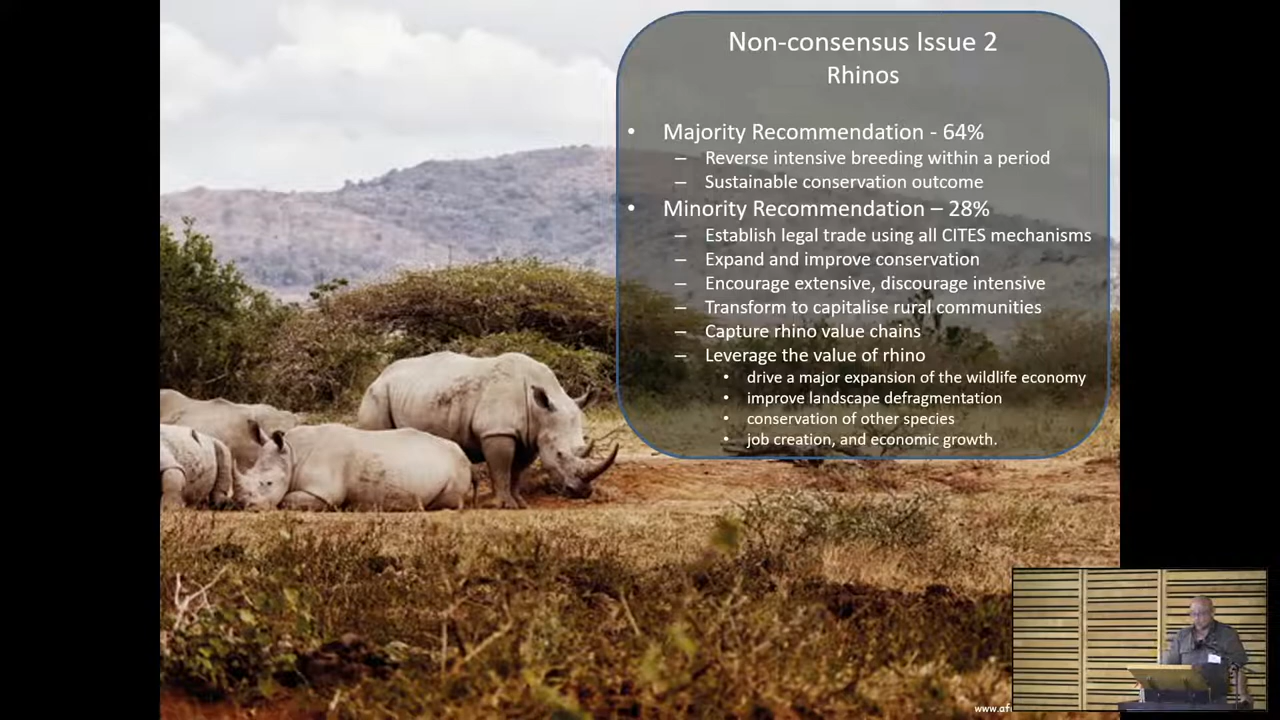 Non-consensus Issue 2
Rhinos
• Majority Recommendation - 64%
– Reverse intensive breeding within a period
– Sustainable conservation outcome
• Minority Recommendation – 28%
– Establish legal trade using all CITES mechanisms
– Expand and improve conservation
– Encourage extensive, discourage intensive
– Transform to capitalise rural communities
– Capture rhino value chains
– Leverage the value of rhino
• drive a major expansion of the wildlife economy
• improve landscape defragmentation
• conservation of other species
• job creation, and economic growth.